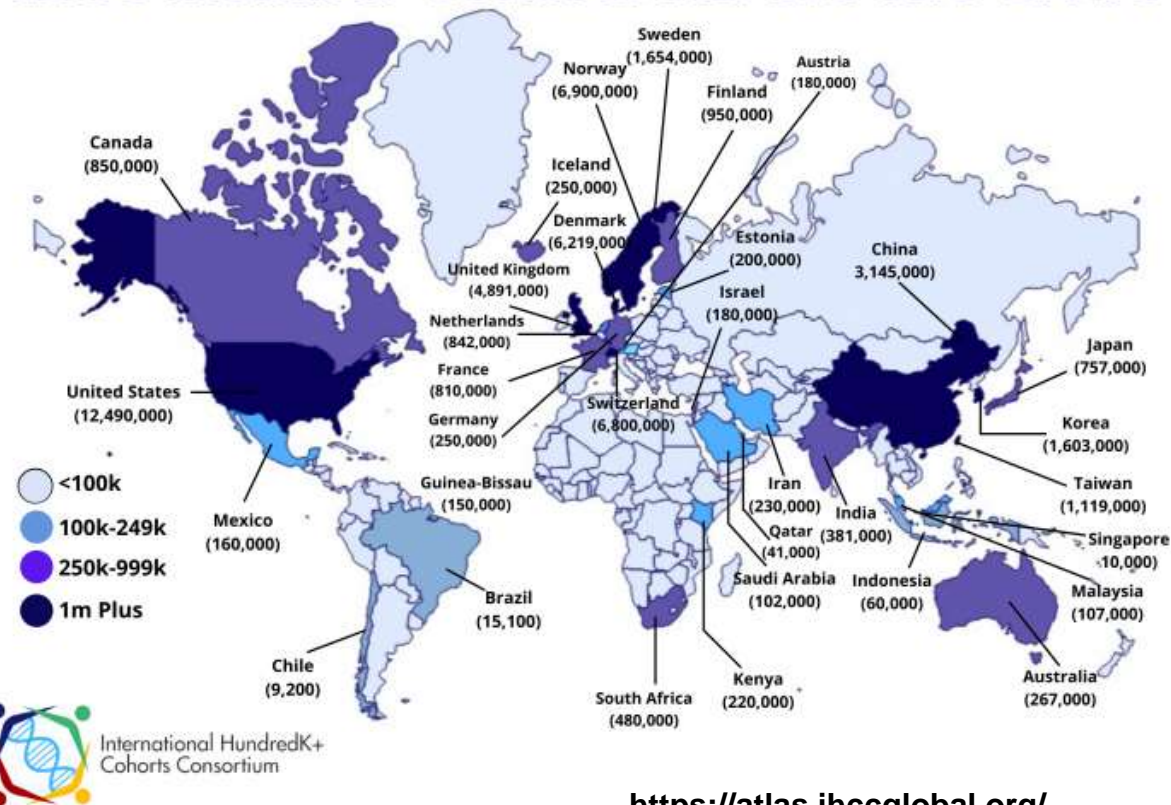 Sweden
(1,654,000)
Norway
(6,900,000)
Austria
(180,000)
Finland
(950,000)
Canada
(850,000)
Iceland
(250,000)
Denmark
(6,219,000)
Estonia
(200,000)
China
3,145,000)
United Kingdom
(4,891,000)
Israel
(180,000)
Netherlands
(842,000)
Japan
(757,000)
France
(810,000)
United States
(12,490,000)
Switzerland
(6,800,000)
Germany
(250,000)
Korea
(1,603,000)
<100k
100k-249k
250k-999k
1m Plus
Guinea-Bissau
(150,000)
Iran
(230,000)
India
(381,000)
Taiwan
(1,119,000)
Mexico
(160,000)
Qatar
(41,000)
Singapore
10,000)
Saudi Arabia
(102,000)
Indonesia
(60,000)
Malaysia
(107,000)
Brazil
(15,100)
Chile
(9,200)
South Africa
(480,000)
Kenya
(220,000)
Australia
(267,000)
International HundredK+
Cohorts Consortium
https://atlas.ihccglobal.org/